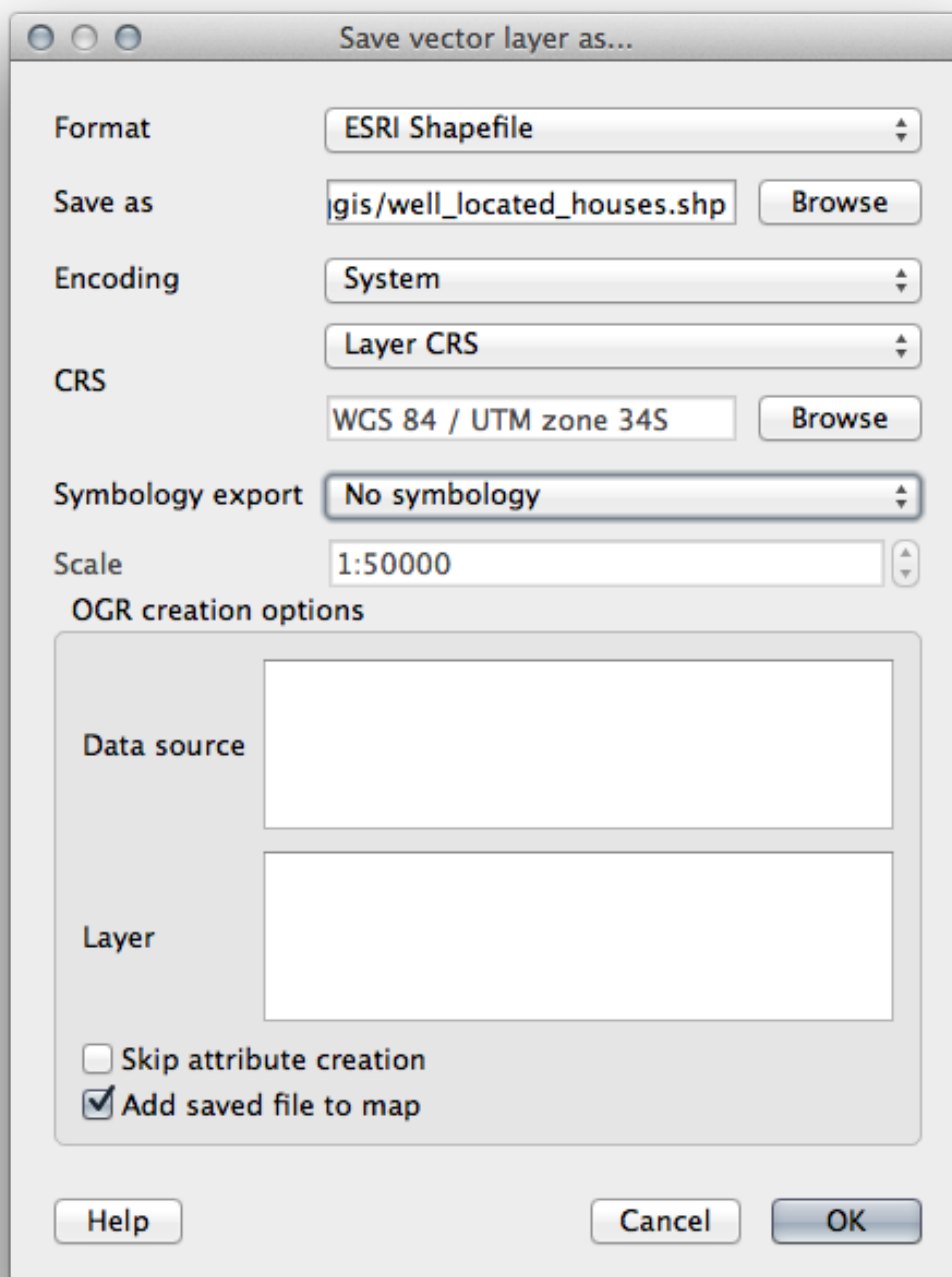 Save vector layer as...
Format
ESRI Shapefile
Save as
gis/well_located_houses.shp
Browse
Encoding
System
CRS
Layer CRS
WGS 84 / UTM zone 34S
Browse
Symbology export
No symbology
Scale
1:50000
OGR creation options
Data source
Layer
Skip attribute creation
Add saved file to map
Help
Cancel
OK